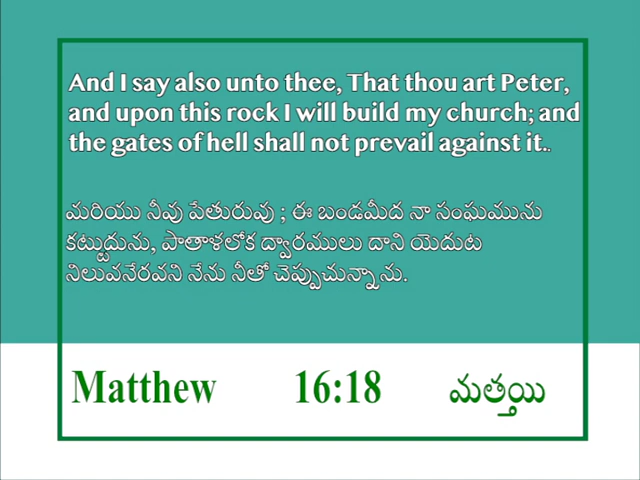 And I say also unto thee, That thou art Peter,
and upon this rock I will build my church; and
the gates of hell shall not prevail against it..
మరియు నీవు పేతురువు ; ఈ బండమీద నా సంఘమును
కట్టుదును, పాతాళలోక ద్వారములు దాని యెదుట
నిలువనేరవని నేను నీతో చెప్పుచున్నాను.
Matthew 16:18 మత్తయి